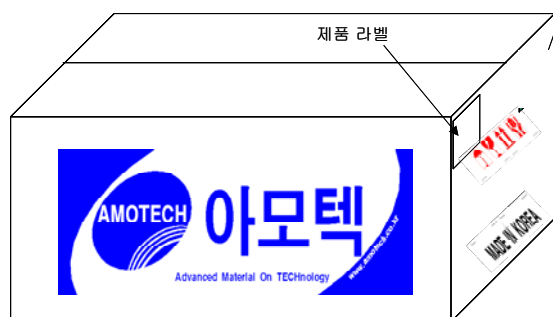 제품 라벨
AMOTECH
아모텍
www.amotech.co.kr
Advanced Material On TECHnology
MADE IN KOREA